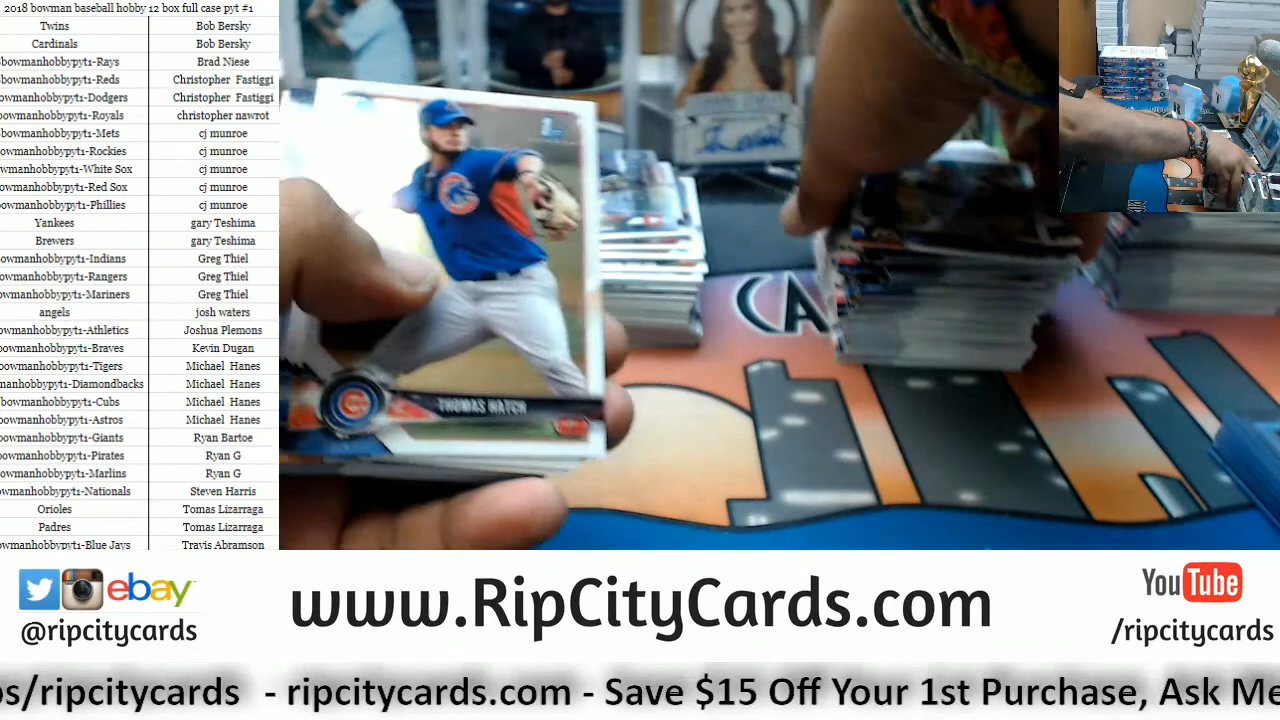 2018 bowman baseball hobby 12 box full case pyt #1
Twins Bob Bersky
Cardinals Bob Bersky
bowmanhobbypyt1-Rays Brad Niese
bowmanhobbypyt1-Reds Christopher Fastiggi
owmanhobbypyt1-Dodgers Christopher Fastiggi
owmanhobbypyt1-Royals christopher nawrot
bowmanhobbypyt1-Mets cj munroe
owmanhobbypyt1-Rockies cj munroe
wmanhobbypyt1-White Sox cj munroe
wmanhobbypyt1-Red Sox cj munroe
owmanhobbypyt1-Phillies cj munroe
Yankees gary Teshima
Brewers gary Teshima
owmanhobbypyt1-Indians Greg Thiel
owmanhobbypyt1-Rangers Greg Thiel
owmanhobbypyt1-Mariners Greg Thiel
angels josh waters
owmanhobbypyt1-Athletics Joshua Plemons
bowmanhobbypyt1-Braves Kevin Dugan
bowmanhobbypyt1-Tigers Michael Hanes
manhobbypyt1-Diamondbacks Michael Hanes
bowmanhobbypyt1-Cubs Michael Hanes
owmanhobbypyt1-Astros Michael Hanes
owmanhobbypyt1-Giants Ryan Bartoe
owmanhobbypyt1-Pirates Ryan G
owmanhobbypyt1-Marlins Ryan G
owmanhobbypyt1-Nationals Steven Harris
Orioles Tomas Lizarraga
Padres Tomas Lizarraga
owmanhobbypyt1-Blue Jays Travis Abramson
THOMAS HATCH
CA
ebay
@ripcitycards
www.RipCityCards.com
YouTube
/ripcitycards
os/ripcitycards - ripcitycards.com - Save $15 Off Your 1st Purchase, Ask Me